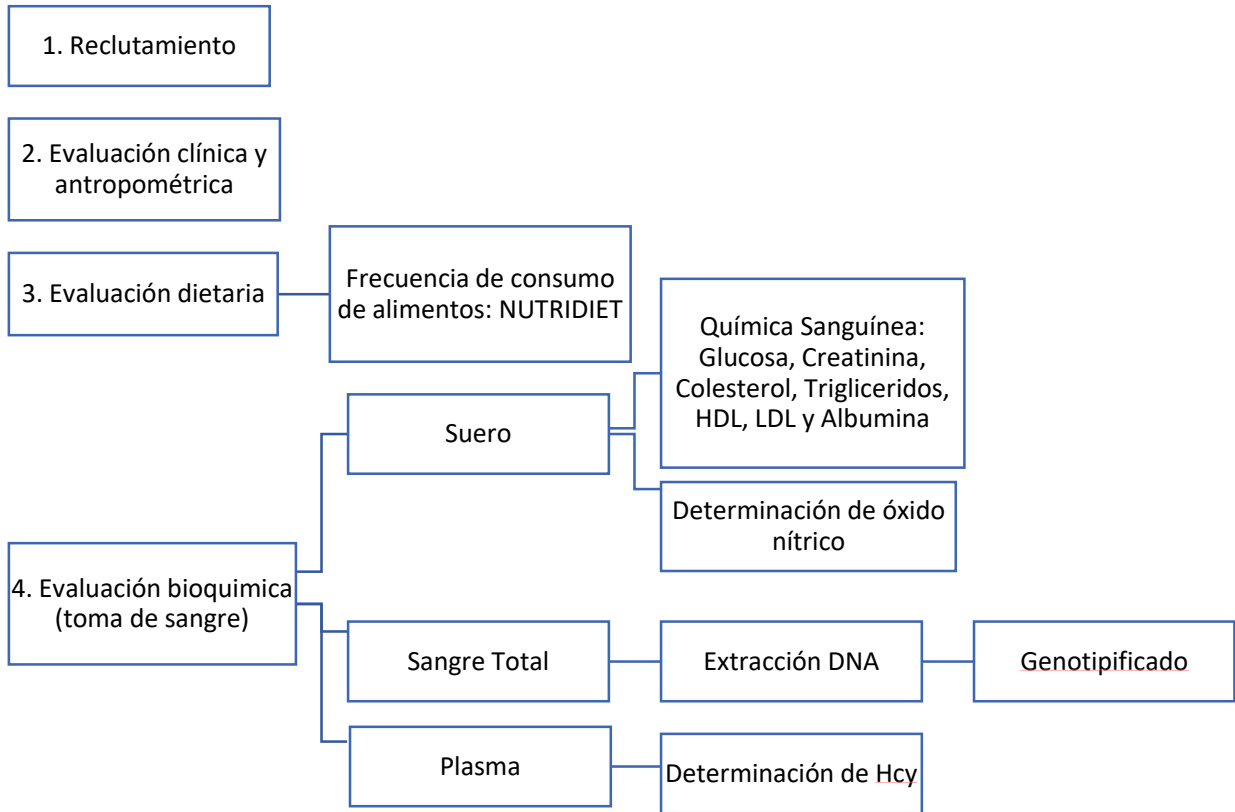 1. Reclutamiento
2. Evaluación clínica y
antropométrica
3. Evaluación dietaria
Frecuencia de consumo
de alimentos: NUTRIDIET
4. Evaluación bioquimica
(toma de sangre)
Suero
Química Sanguínea:
Glucosa, Creatinina,
Colesterol, Trigliceridos,
HDL, LDL y Albumina
Determinación de óxido
nítrico
Sangre Total
Extracción DNA
Genotipificado
Plasma
Determinación de Hcy